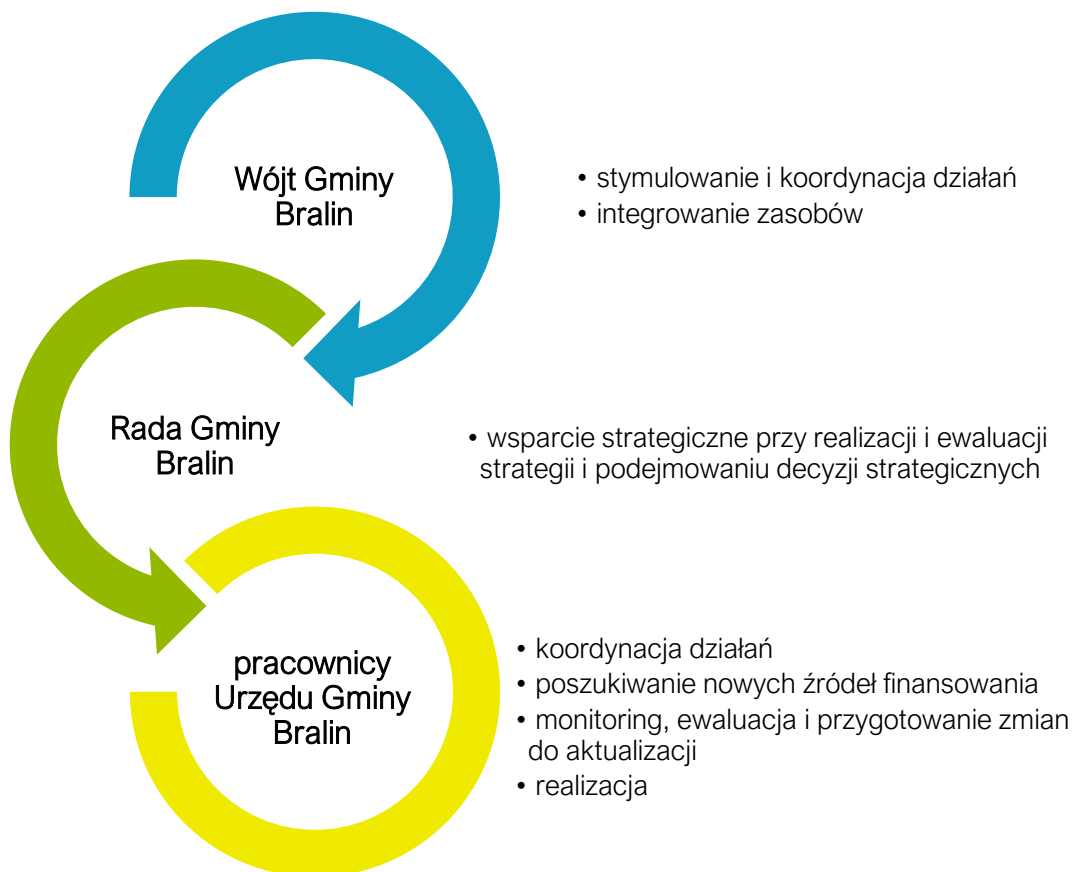 Wójt Gminy
Bralin
• stymulowanie i koordynacja działań
• integrowanie zasobów
Rada Gminy
Bralin
• wsparcie strategiczne przy realizacji i ewaluacji
strategii i podejmowaniu decyzji strategicznych
pracownicy
Urzędu Gminy
Bralin
• koordynacja działań
• poszukiwanie nowych źródeł finansowania
• monitoring, ewaluacja i przygotowanie zmian
do aktualizacji
• realizacja